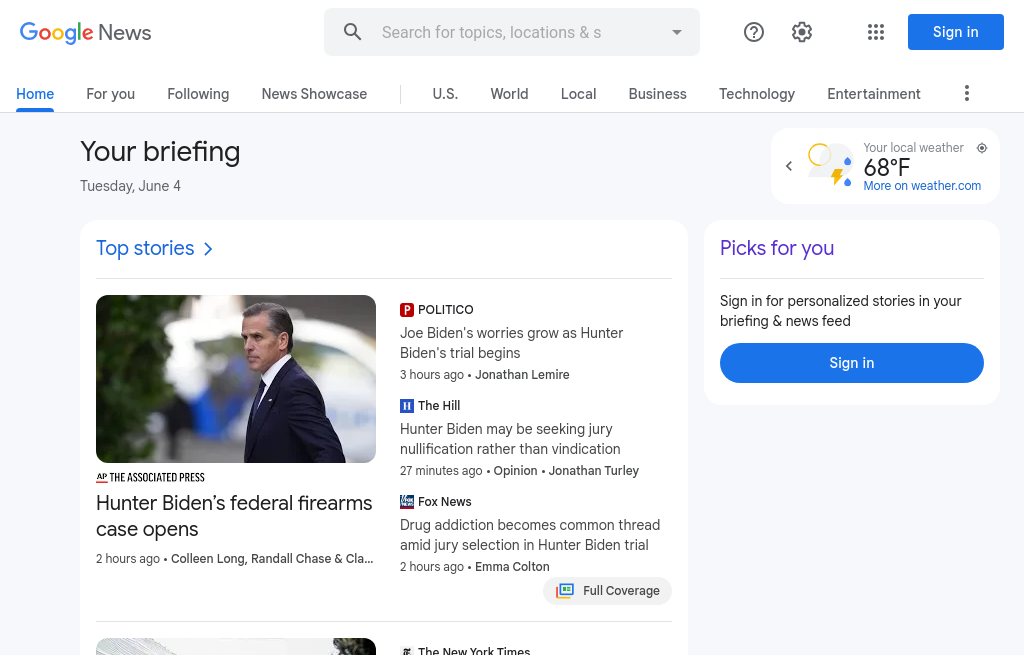 Google News
Search for topics, locations & s
Sign in
Home
For you
Following
News Showcase
U.S.
World
Local
Business
Technology
Entertainment
Your briefing
Tuesday, June 4
Your local weather
68°F
More on weather.com
Top stories
THE ASSOCIATED PRESS
AP
Hunter Biden's federal firearms
case opens
2 hours ago • Colleen Long, Randall Chase & Cla...
POLITICO
Joe Biden's worries grow as Hunter
Biden's trial begins
3 hours ago • Jonathan Lemire
The Hill
Hunter Biden may be seeking jury
nullification rather than vindication
27 minutes ago • Opinion • Jonathan Turley
Fox News
Drug addiction becomes common thread
amid jury selection in Hunter Biden trial
2 hours ago • Emma Colton
Full Coverage
The New York Times
Picks for you
Sign in for personalized stories in your
briefing & news feed
Sign in